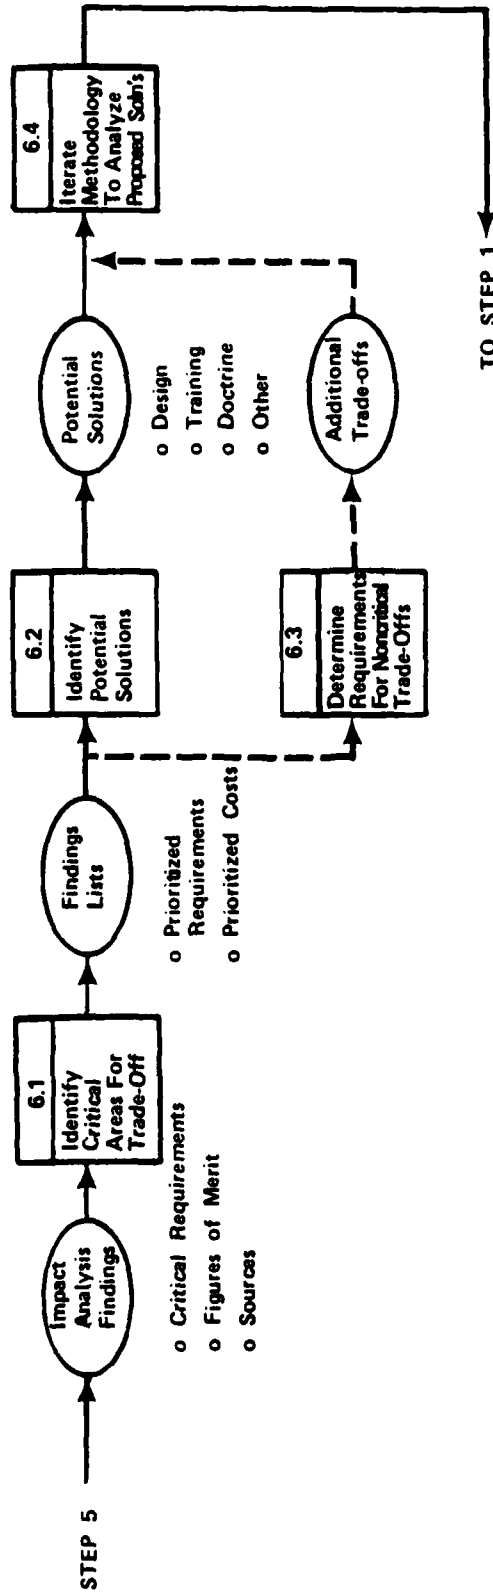 STEP 5
Impact
Analysis
Findings
o Critical Requirements
o Figures of Merit
o Sources
6.1
Identify
Critical
Areas For
Trade-Off
Findings
Lists
o Prioritized
Requirements
o Prioritized Costs
6.2
Identify
Potential
Solutions
6.3
Determine
Requirements
For Noncritical
Trade-Offs
Potential
Solutions
o Design
o Training
o Doctrine
o Other
Additional
Trade-offs
6.4
Iterate
Methodology
To Analyze
Proposed Soln's
TO STEP 1